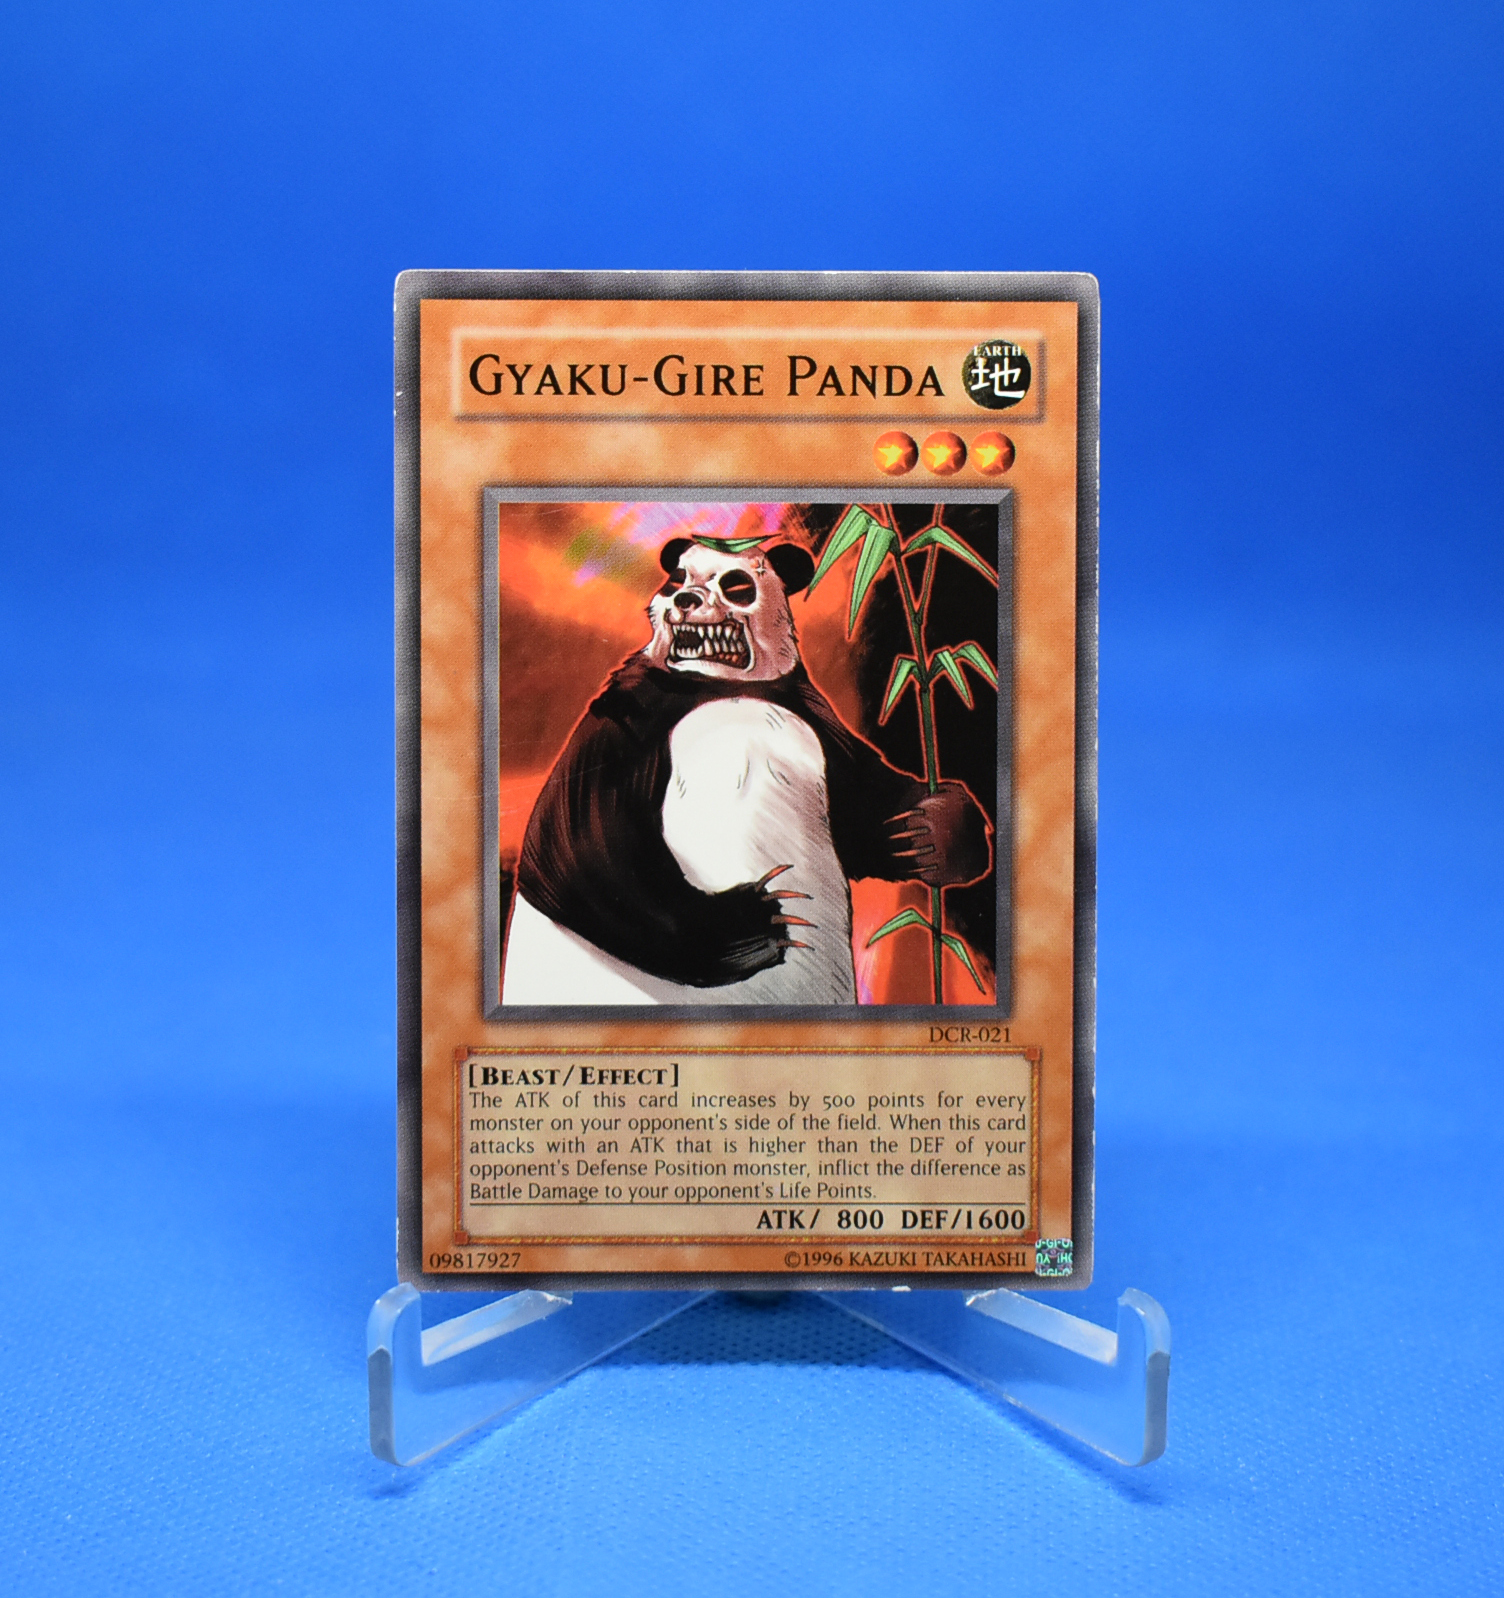 GYAKU-GIRE PANDA
EARTH
地
DCR-021
[BEAST/EFFECT]
The ATK of this card increases by 500 points for every
monster on your opponent's side of the field. When this card
attacks with an ATK that is higher than the DEF of your
opponent's Defense Position monster, inflict the difference as
Battle Damage to your opponent's Life Points.
ATK/ 800 DEF/1600
09817927
©1996 KAZUKI TAKAHASHI